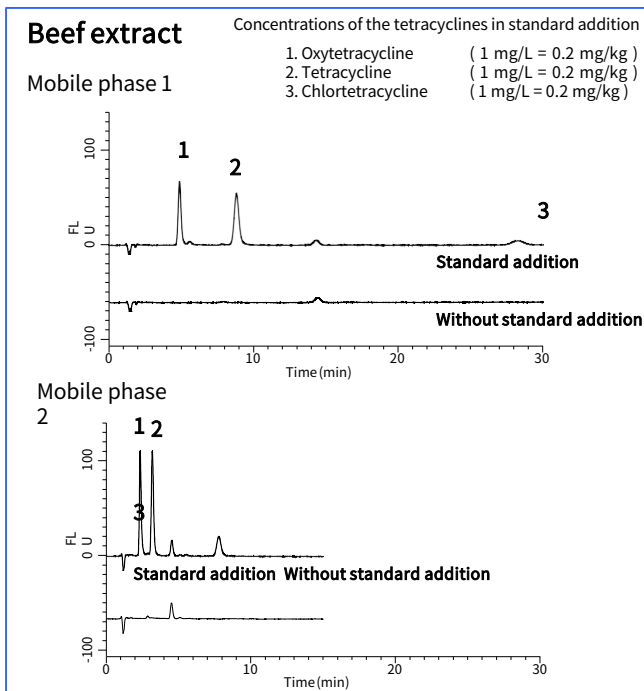 Beef extract
Concentrations of the tetracyclines in standard addition
1. Oxytetracycline ( 1 mg/L = 0.2 mg/kg )
2. Tetracycline ( 1 mg/L = 0.2 mg/kg )
3. Chlortetracycline ( 1 mg/L = 0.2 mg/kg )
Mobile phase 1
100
1
2
3
FL
U
0
Standard addition
Without standard addition
-100
0 10 20 30
Time (min)
Mobile phase
2
1 2
100
3
FL
U
0
Standard addition Without standard addition
-100
0 10 20 30
Time (min)